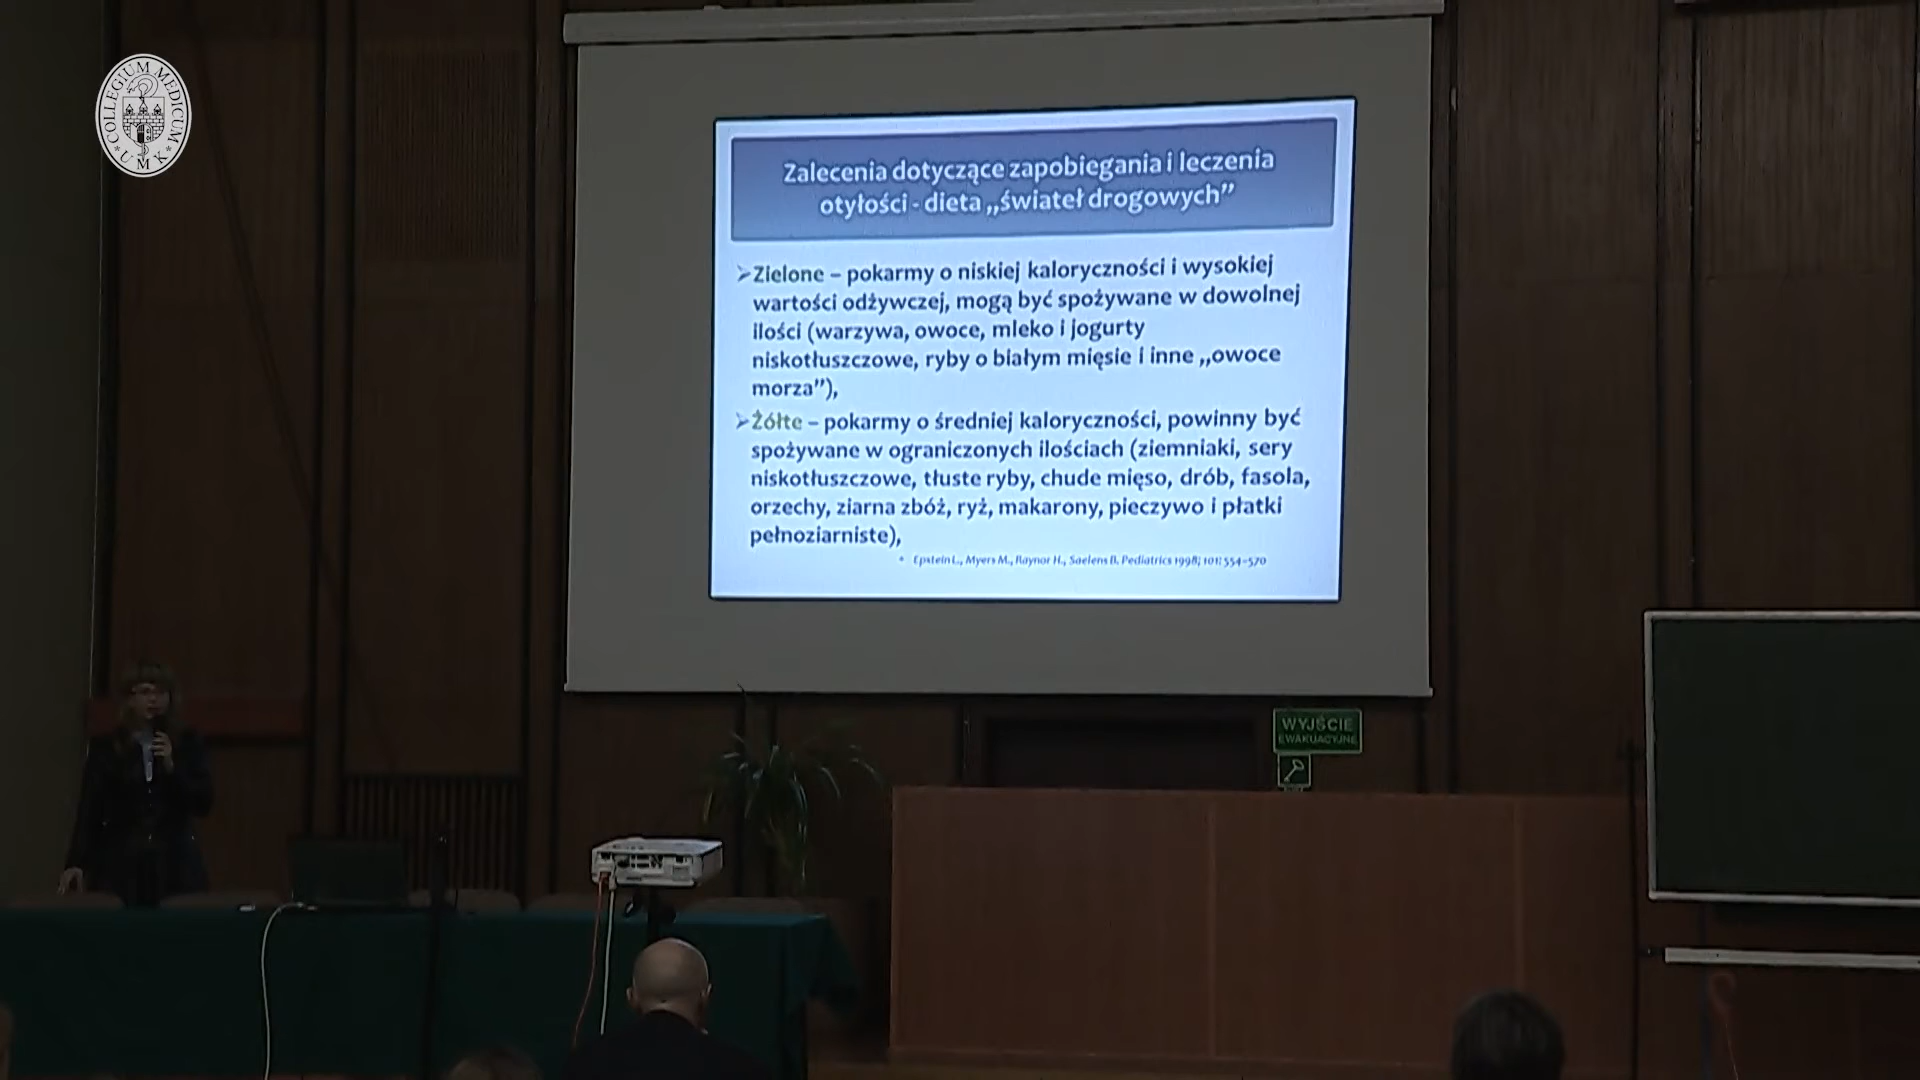 COLLEGIUM MEDICUM
UMK
Zalecenia dotyczące zapobiegania i leczenia
otyłości - dieta „świateł drogowych”
➢Zielone – pokarmy o niskiej kaloryczności i wysokiej
wartości odżywczej, mogą być spożywane w dowolnej
ilości (warzywa, owoce, mleko i jogurty
niskotłuszczowe, ryby o białym mięsie i inne „owoce
morza”),
➢Żółte – pokarmy o średniej kaloryczności, powinny być
spożywane w ograniczonych ilościach (ziemniaki, sery
niskotłuszczowe, tłuste ryby, chude mięso, drób, fasola,
orzechy, ziarna zbóż, ryż, makarony, pieczywo i płatki
pełnoziarniste),
• Epstein L., Myers M., Raynor H., Saelens B. Pediatrics 1998; 101: 554-570
WYJŚCIE
EWAKUACYJNE